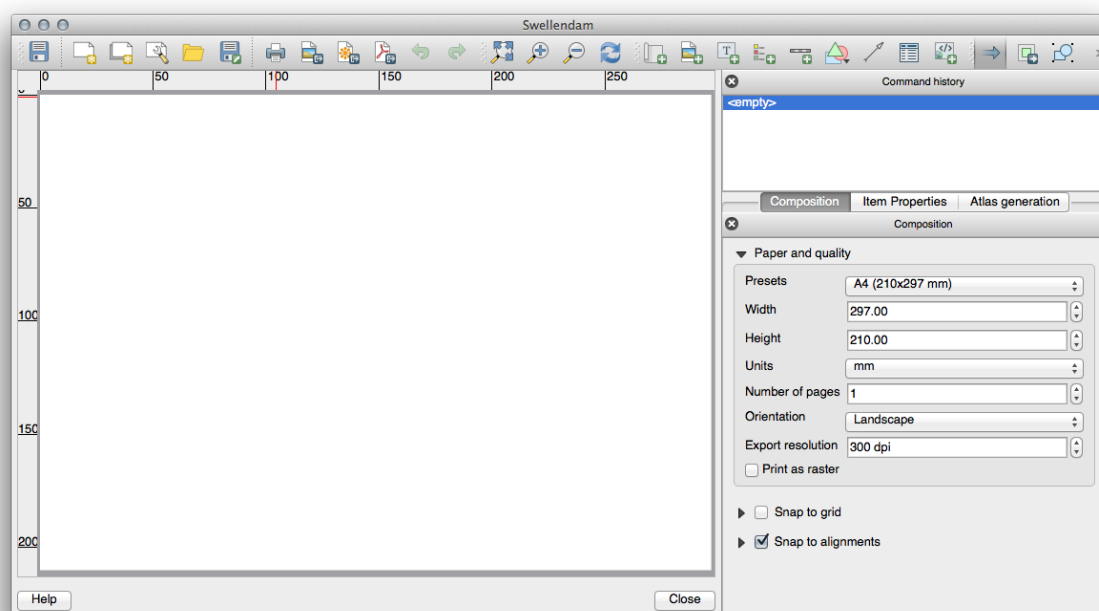 Swellendam
0 50 100 150 200 250
Command history
<empty>
50
Composition Item Properties Atlas generation
Composition
Paper and quality
Presets A4 (210x297 mm)
Width 297.00
100
Height 210.00
Units mm
Number of pages 1
Orientation Landscape
150
Export resolution 300 dpi
Print as raster
Snap to grid
200
Snap to alignments
Help Close